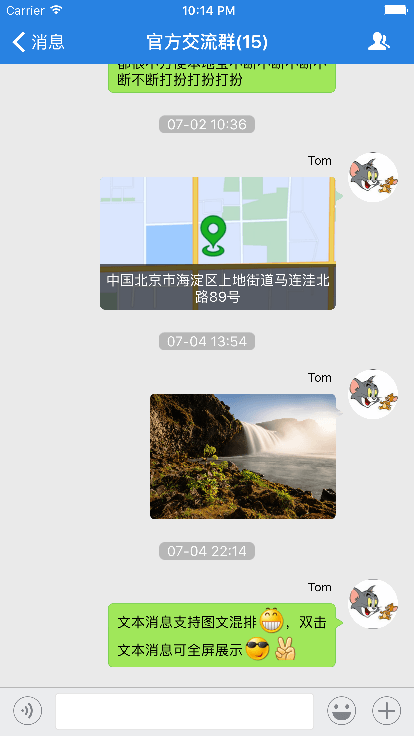 Carrier 10:14 PM
消息 官方交流群(15)
断不断打扮打扮打扮
07-02 10:36
Tom
中国北京市海淀区上地街道马连洼北
路89号
07-04 13:54
Tom
07-04 22:14
Tom
文本消息支持图文混排😁，双击
文本消息可全屏展示😎✌